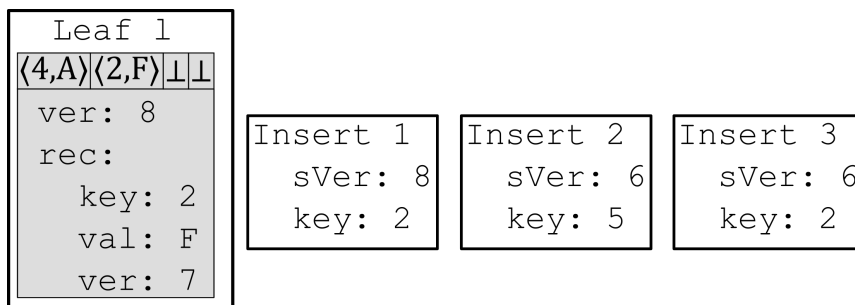 Leaf l
⟨4,A⟩ ⟨2,F⟩ ⊥ ⊥
ver: 8
rec:
key: 2
val: F
ver: 7
Insert 1
sVer: 8
key: 2
Insert 2
sVer: 6
key: 5
Insert 3
sVer: 6
key: 2